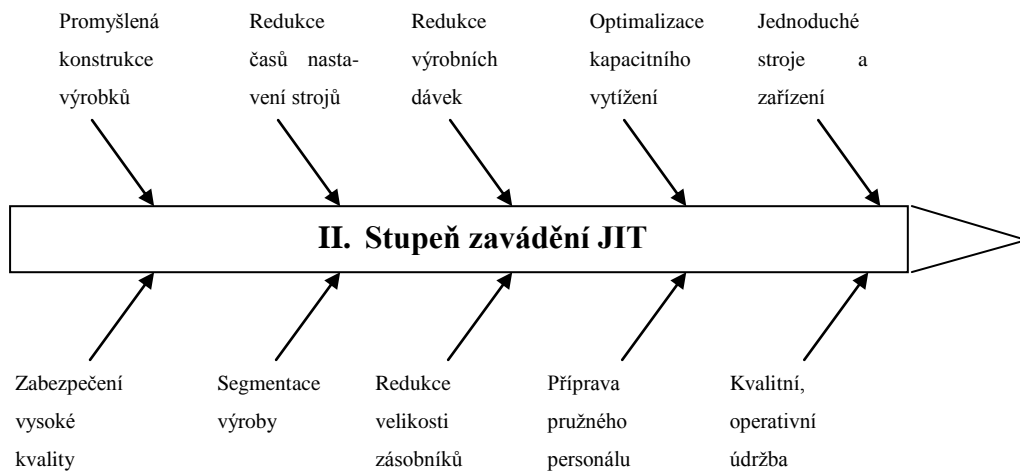 Promyšlená
konstrukce
výrobků
Redukce
časů nasta-
vení strojů
Redukce
výrobních
dávek
Optimalizace
kapacitního
vytížení
Jednoduché
stroje a
zařízení
II. Stupeň zavádění JIT
Zabezpečení
vysoké
kvality
Segmentace
výroby
Redukce
velikosti
zásobníků
Příprava
pružného
personálu
Kvalitní,
operativní
údržba